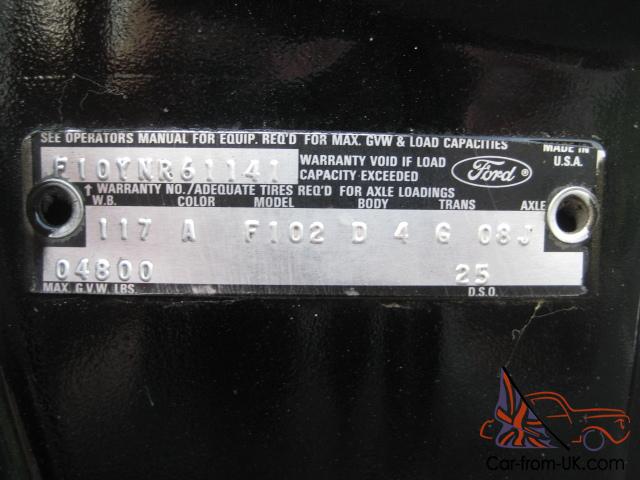 SEE OPERATORS MANUAL FOR EQUIP. REQ'D FOR MAX. GVW & LOAD CAPACITIES
MADE IN U.S.A.
F10YNR61141
WARRANTY VOID IF LOAD
CAPACITY EXCEEDED
Ford ®
↑ WARRANTY NO./ADEQUATE TIRES REQ'D FOR AXLE LOADINGS
W.B. COLOR MODEL BODY TRANS AXLE
117 A F102 D 4 G 08J
04800 25
MAX. G.V.W. LBS. D.S.O.
Car-from-UK.com